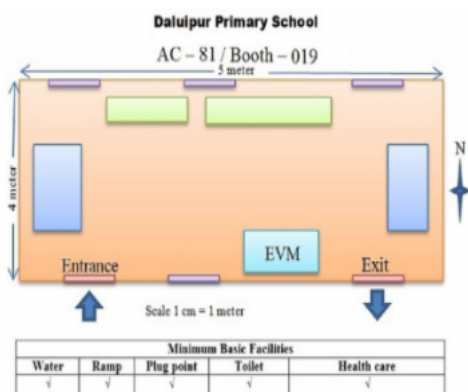 Daluipur Primary School
AC – 81 / Booth – 019
5 meter
4 meter
N
EVM
Entrance
Exit
Scale 1 cm = 1 meter
Minimum Basic Facilities
Water Ramp Plug point Toilet Health care
√ √ √ √ √